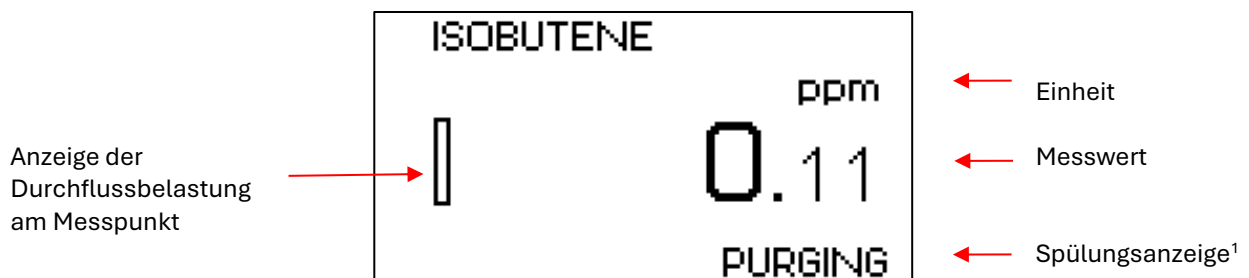 ISOBUTENE
ppm
Einheit
Anzeige der
Durchflussbelastung
am Messpunkt
0.11
Messwert
PURGING
Spülungsanzeige¹